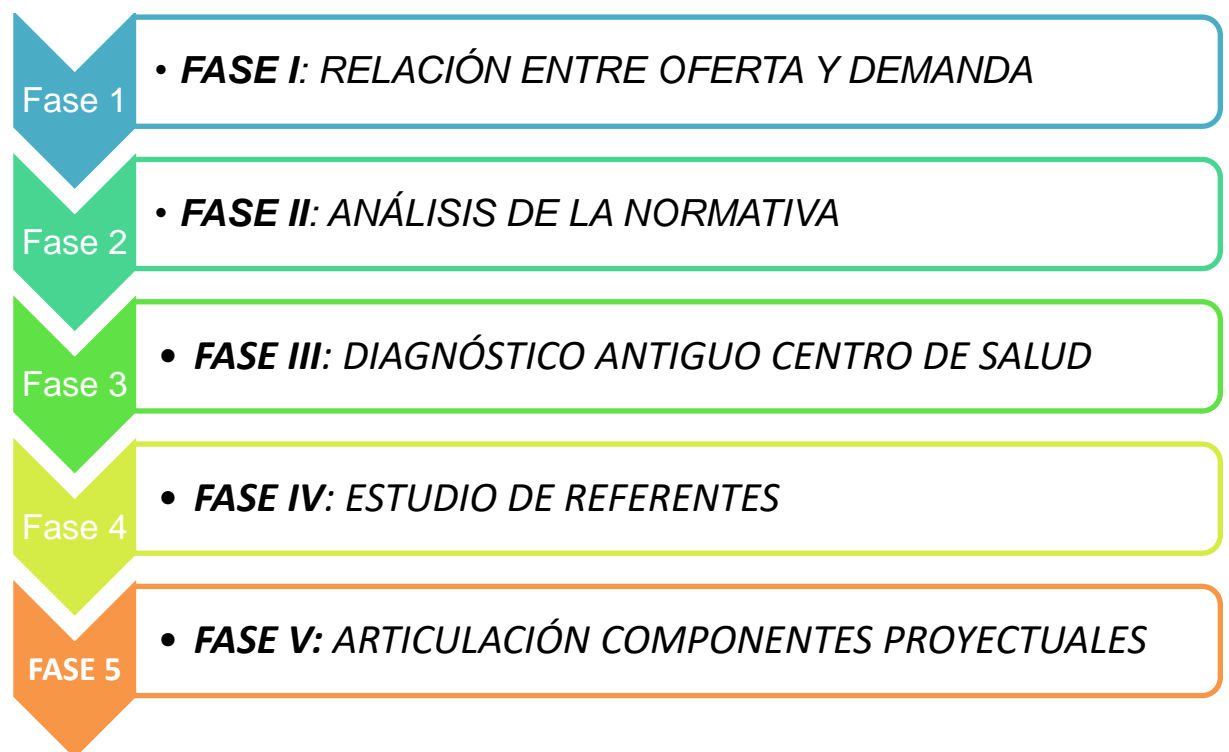 Fase 1
• FASE I: RELACIÓN ENTRE OFERTA Y DEMANDA
Fase 2
• FASE II: ANÁLISIS DE LA NORMATIVA
Fase 3
• FASE III: DIAGNÓSTICO ANTIGUO CENTRO DE SALUD
Fase 4
• FASE IV: ESTUDIO DE REFERENTES
FASE 5
• FASE V: ARTICULACIÓN COMPONENTES PROYECTUALES